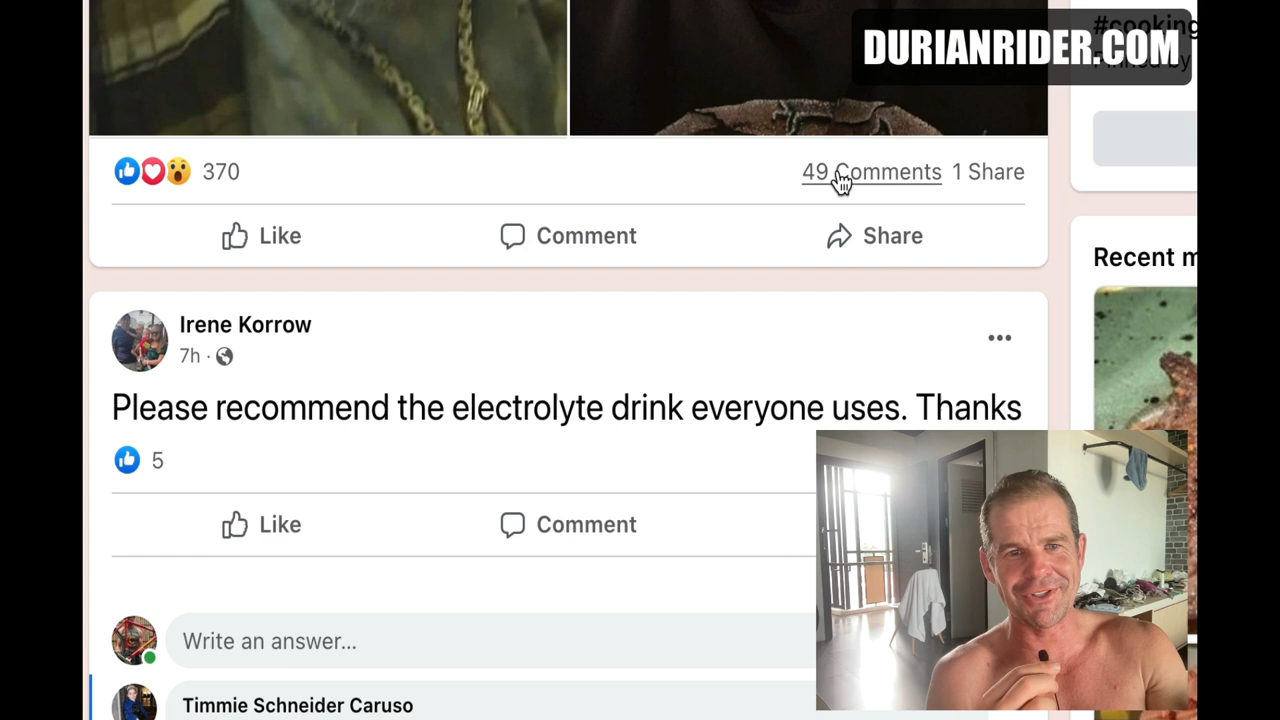 #cooking
DURIANRIDER.COM
370
49 Comments 1 Share
Like
Comment
Share
Recent m
Irene Korrow
7h ·
Please recommend the electrolyte drink everyone uses. Thanks
5
Like
Comment
Write an answer...
Timmie Schneider Caruso